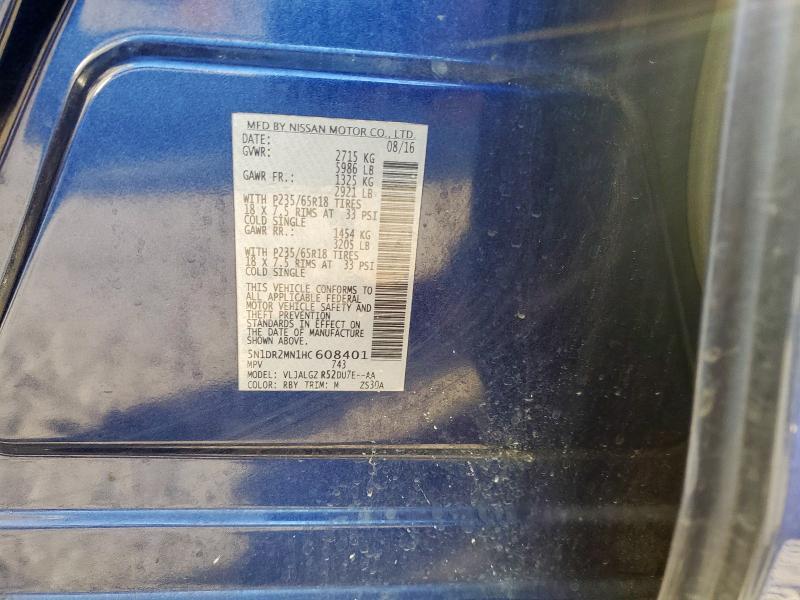 MFD BY NISSAN MOTOR CO., LTD.
DATE: 08/16
GVWR: 2715 KG
5986 LB
GAWR FR.: 1325 KG
2921 LB
WITH P235/65R18 TIRES
18 X 7.5 RIMS AT 33 PSI
COLD SINGLE
GAWR RR.: 1454 KG
3205 LB
WITH P235/65R18 TIRES
18 X 7.5 RIMS AT 33 PSI
COLD SINGLE
THIS VEHICLE CONFORMS TO
ALL APPLICABLE FEDERAL
MOTOR VEHICLE SAFETY AND
THEFT PREVENTION
STANDARDS IN EFFECT ON
THE DATE OF MANUFACTURE
SHOWN ABOVE.
5N1DR2MN1HC608401
MPV 743
MODEL: VLJALGZ R52DU7E--AA
COLOR: RBY TRIM: M ZS30A